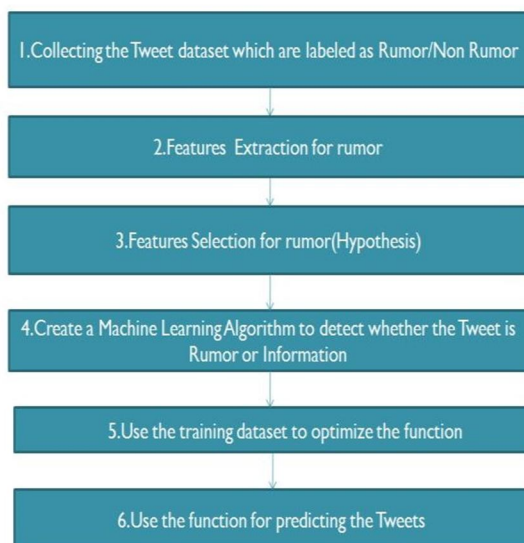 1.Collecting the Tweet dataset which are labeled as Rumor/Non Rumor
2.Features Extraction for rumor
3.Features Selection for rumor(Hypothesis)
4.Create a Machine Learning Algorithm to detect whether the Tweet is
Rumor or Information
5.Use the training dataset to optimize the function
6.Use the function for predicting the Tweets